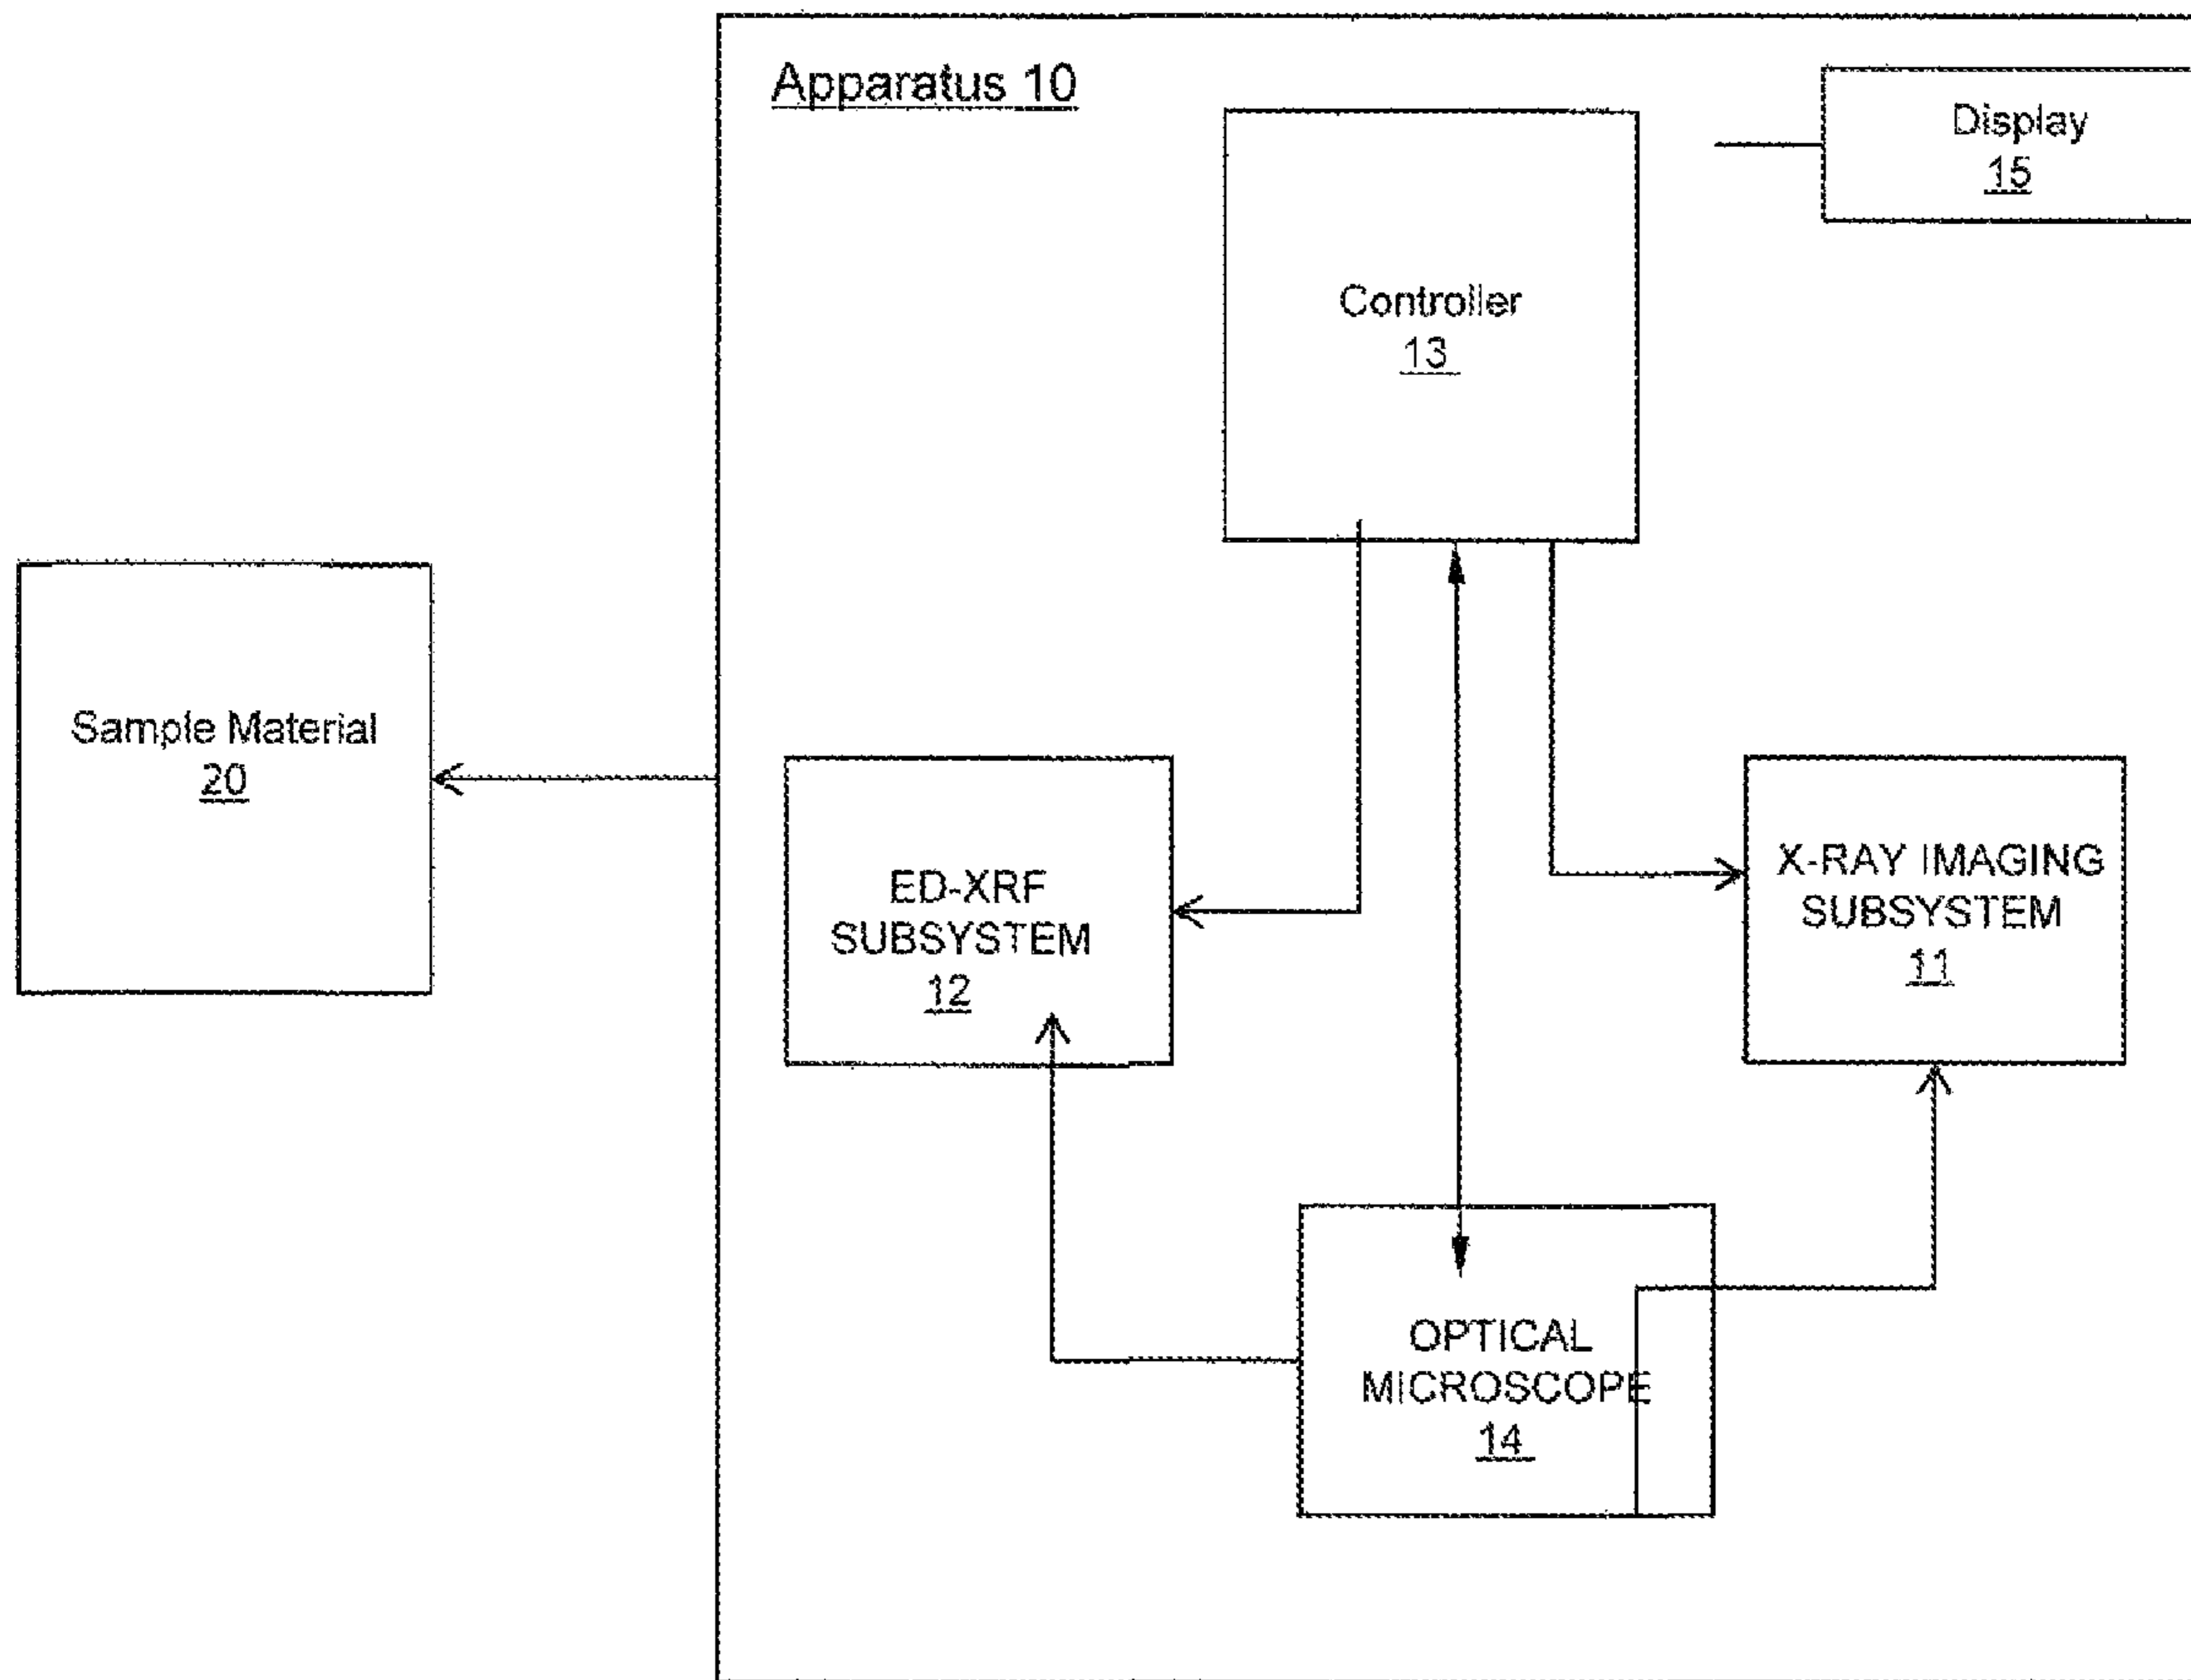 Apparatus 10
Display
15
Controller
13
Sample Material
20
ED-XRF
SUBSYSTEM
12
X-RAY IMAGING
SUBSYSTEM
11
OPTICAL
MICROSCOPE
14